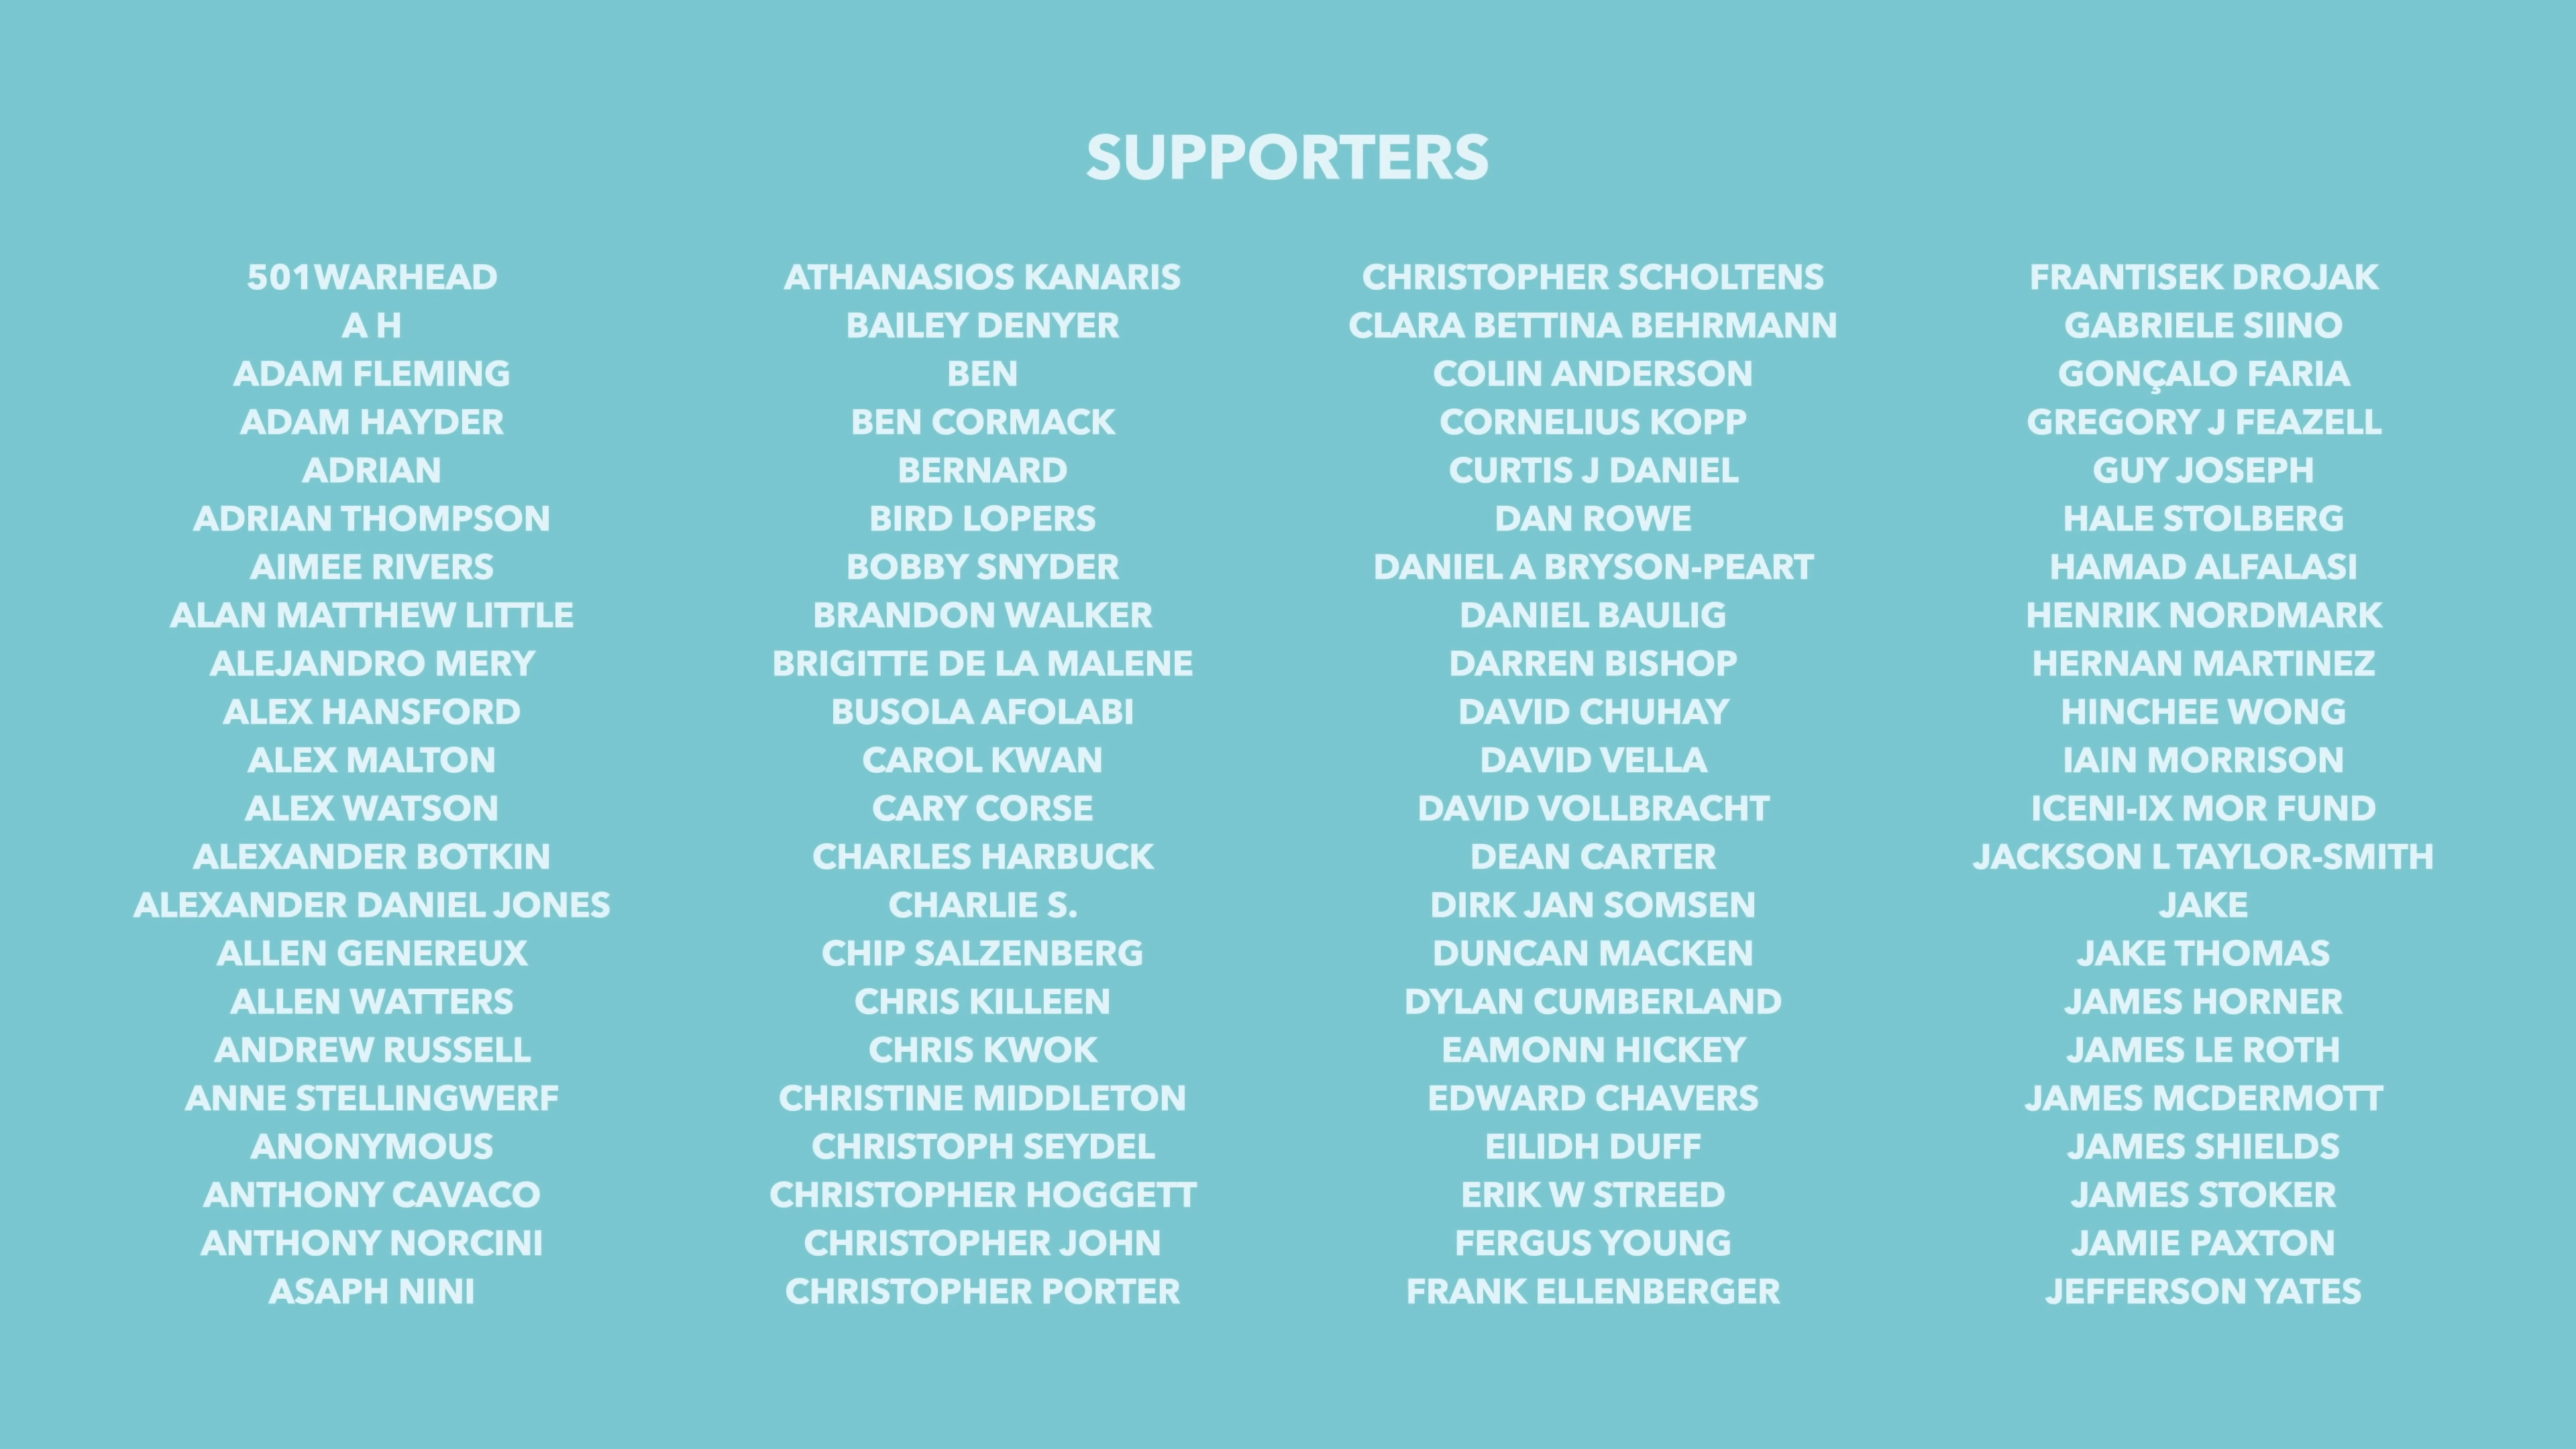 SUPPORTERS
501WARHEAD
A H
ADAM FLEMING
ADAM HAYDER
ADRIAN
ADRIAN THOMPSON
AIMEE RIVERS
ALAN MATTHEW LITTLE
ALEJANDRO MERY
ALEX HANSFORD
ALEX MALTON
ALEX WATSON
ALEXANDER BOTKIN
ALEXANDER DANIEL JONES
ALLEN GENEREUX
ALLEN WATTERS
ANDREW RUSSELL
ANNE STELLINGWERF
ANONYMOUS
ANTHONY CAVACO
ANTHONY NORCINI
ASAPH NINI
ATHANASIOS KANARIS
BAILEY DENYER
BEN
BEN CORMACK
BERNARD
BIRD LOPERS
BOBBY SNYDER
BRANDON WALKER
BRIGITTE DE LA MALENE
BUSOLA AFOLABI
CAROL KWAN
CARY CORSE
CHARLES HARBUCK
CHARLIE S.
CHIP SALZENBERG
CHRIS KILLEEN
CHRIS KWOK
CHRISTINE MIDDLETON
CHRISTOPH SEYDEL
CHRISTOPHER HOGGETT
CHRISTOPHER JOHN
CHRISTOPHER PORTER
CHRISTOPHER SCHOLTENS
CLARA BETTINA BEHRMANN
COLIN ANDERSON
CORNELIUS KOPP
CURTIS J DANIEL
DAN ROWE
DANIEL A BRYSON-PEART
DANIEL BAULIG
DARREN BISHOP
DAVID CHUHAY
DAVID VELLA
DAVID VOLLBRACHT
DEAN CARTER
DIRK JAN SOMSEN
DUNCAN MACKEN
DYLAN CUMBERLAND
EAMONN HICKEY
EDWARD CHAVERS
EILIDH DUFF
ERIK W STREED
FERGUS YOUNG
FRANK ELLENBERGER
FRANTISEK DROJAK
GABRIELE SIINO
GONÇALO FARIA
GREGORY J FEAZELL
GUY JOSEPH
HALE STOLBERG
HAMAD ALFALASI
HENRIK NORDMARK
HERNAN MARTINEZ
HINCHEE WONG
IAIN MORRISON
ICENI-IX MOR FUND
JACKSON L TAYLOR-SMITH
JAKE
JAKE THOMAS
JAMES HORNER
JAMES LE ROTH
JAMES MCDERMOTT
JAMES SHIELDS
JAMES STOKER
JAMIE PAXTON
JEFFERSON YATES